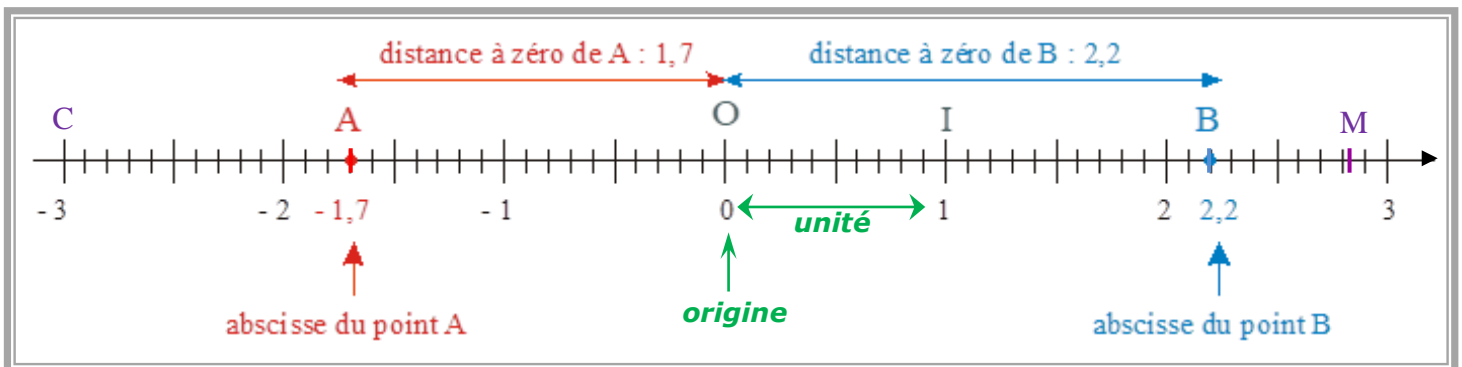 distance à zéro de A : 1,7 distance à zéro de B : 2,2
C A O I B M
- 3 - 2 - 1,7 - 1 0 1 2 2,2 3
unité
origine
abscisse du point A abscisse du point B